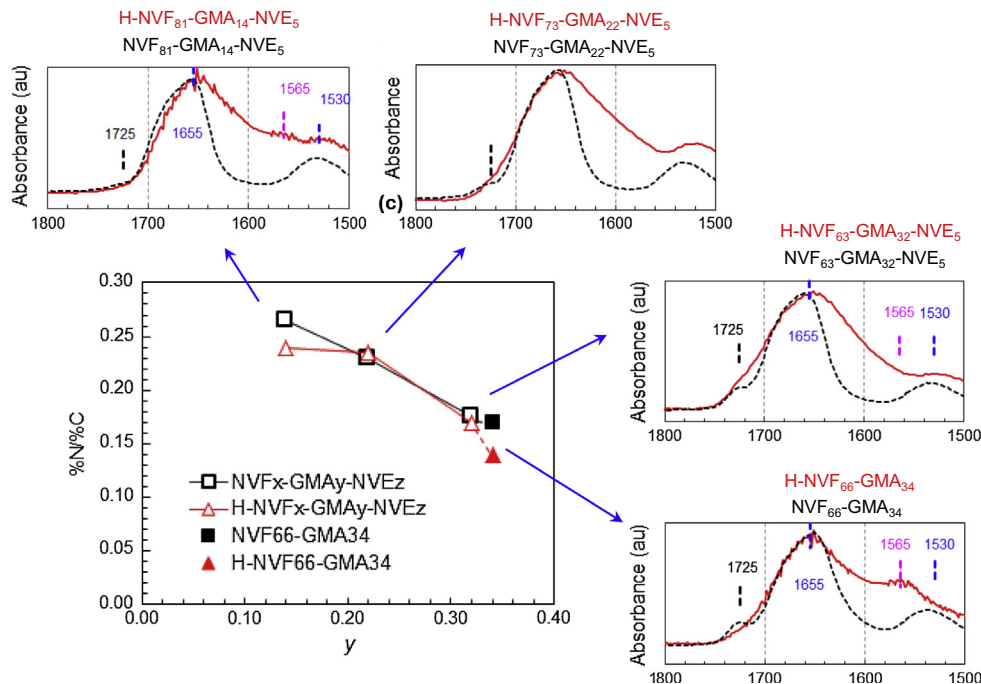 H-NVF81-GMA14-NVE5
NVF81-GMA14-NVE5
Absorbance (au)
1725
1655
1565
1530
1800 1700 1600 1500
H-NVF73-GMA22-NVE5
NVF73-GMA22-NVE5
Absorbance
(c)
1800 1700 1600 1500
H-NVF63-GMA32-NVE5
NVF63-GMA32-NVE5
Absorbance (au)
1725
1655
1565
1530
1800 1700 1600 1500
%N/%C
0.30
0.25
0.20
0.15
0.10
0.05
0.00
NVFx-GMAy-NVEz
H-NVFx-GMAy-NVEz
NVF66-GMA34
H-NVF66-GMA34
0.00 0.10 0.20 0.30 0.40
y
H-NVF66-GMA34
NVF66-GMA34
Absorbance (au)
1725
1655
1565
1530
1800 1700 1600 1500